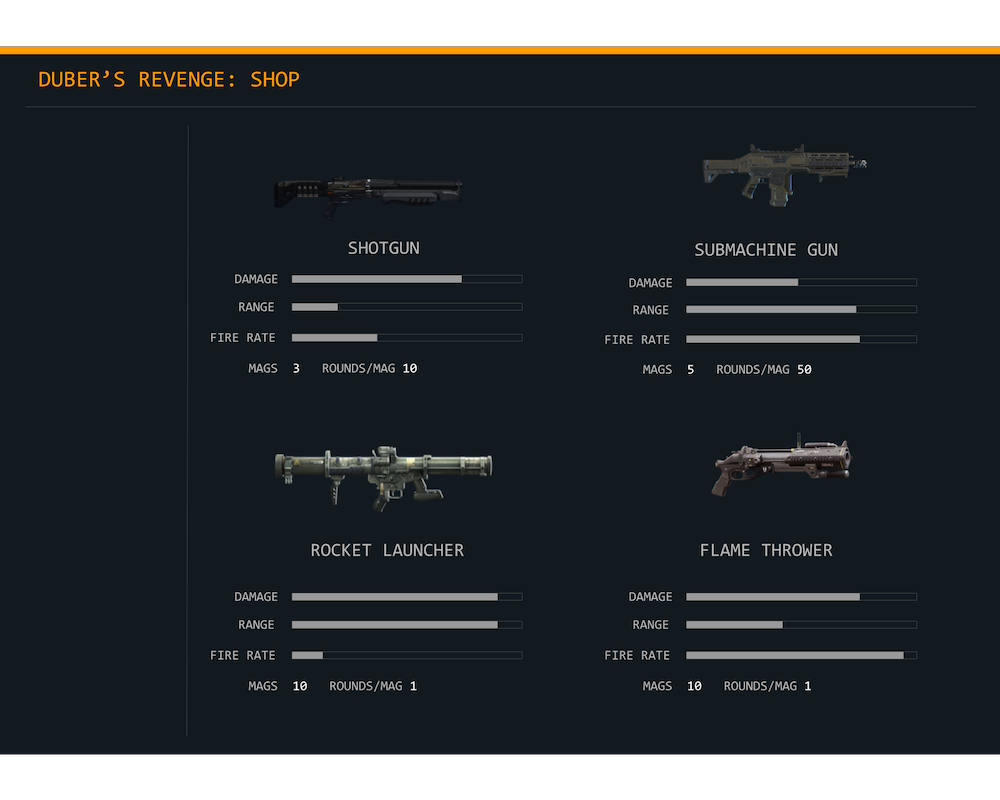 DUBER’S REVENGE: SHOP
SHOTGUN
DAMAGE
RANGE
FIRE RATE
MAGS 3 ROUNDS/MAG 10
SUBMACHINE GUN
DAMAGE
RANGE
FIRE RATE
MAGS 5 ROUNDS/MAG 50
ROCKET LAUNCHER
DAMAGE
RANGE
FIRE RATE
MAGS 10 ROUNDS/MAG 1
FLAME THROWER
DAMAGE
RANGE
FIRE RATE
MAGS 10 ROUNDS/MAG 1